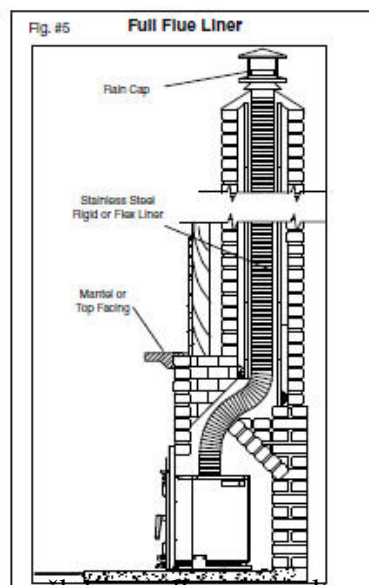 Fig. #5
Full Flue Liner
Rain Cap
Stainless Steel
Rigid or Flex Liner
Mantel or
Top Facing